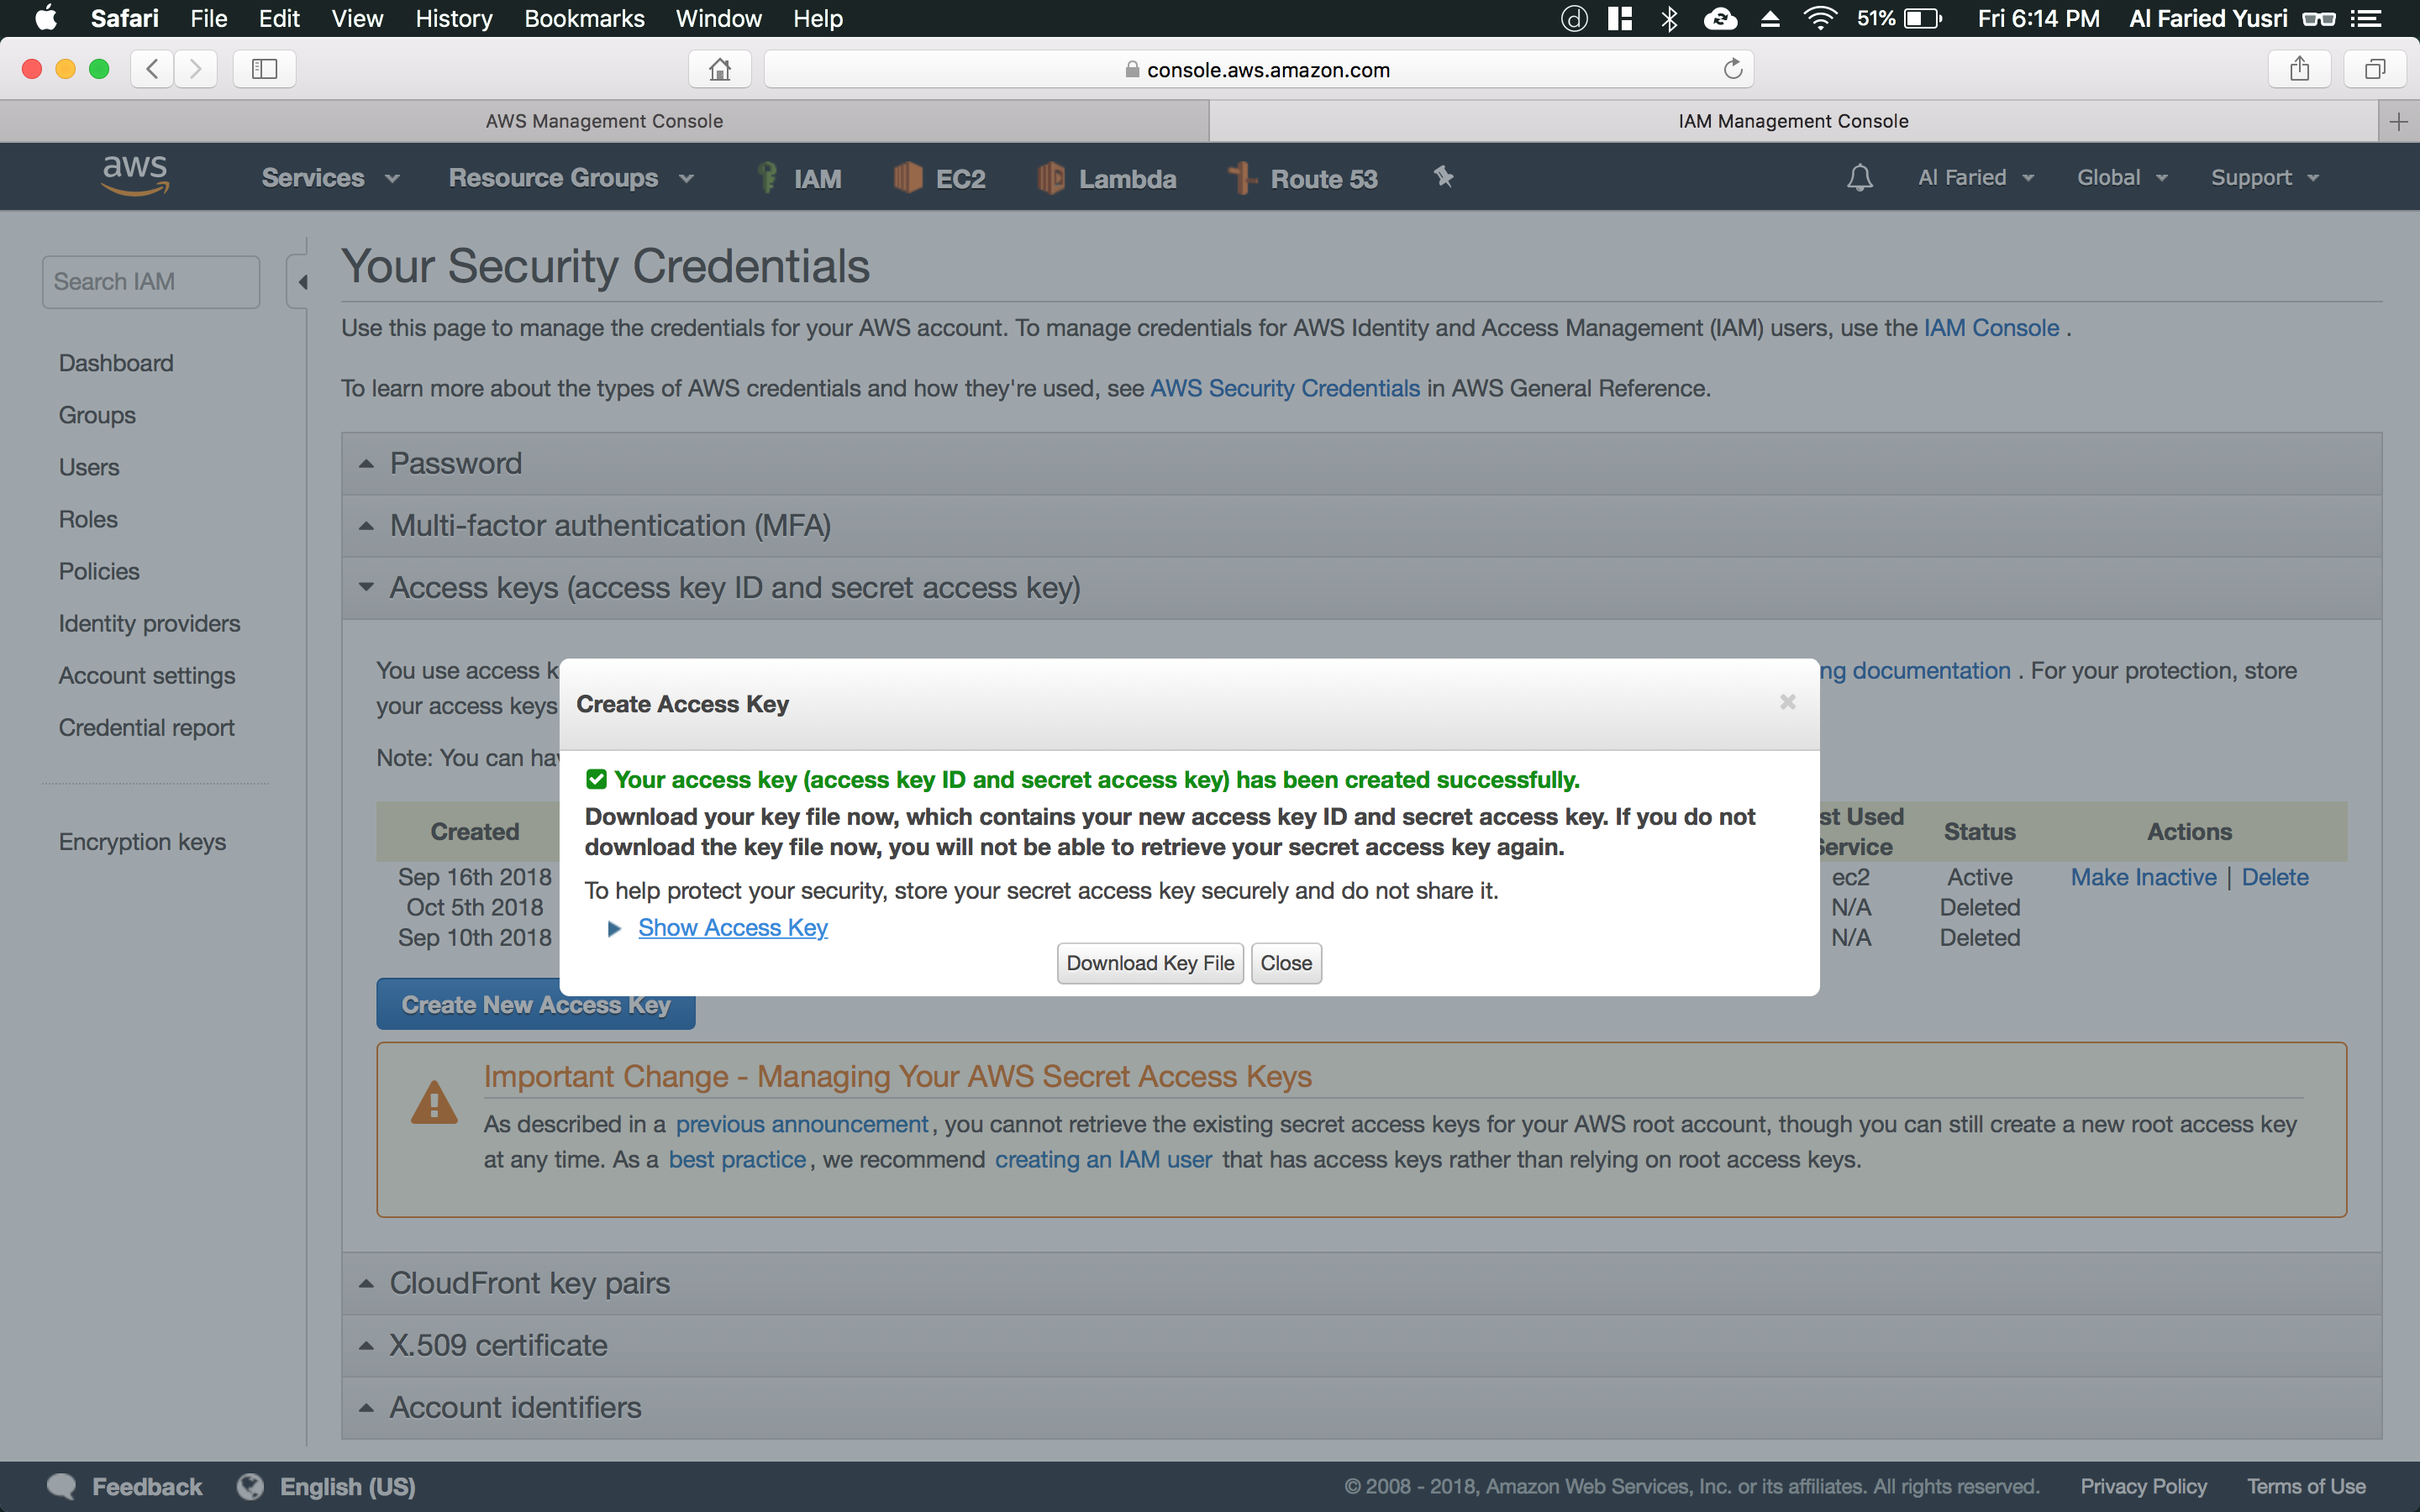 Safari File Edit View History Bookmarks Window Help 51% Fri 6:14 PM Al Faried Yusri
console.aws.amazon.com
AWS Management Console IAM Management Console
aws Services Resource Groups IAM EC2 Lambda Route 53 Al Faried Global Support
Search IAM
Dashboard
Groups
Users
Roles
Policies
Identity providers
Account settings
Credential report
Encryption keys
Your Security Credentials
Use this page to manage the credentials for your AWS account. To manage credentials for AWS Identity and Access Management (IAM) users, use the IAM Console .
To learn more about the types of AWS credentials and how they're used, see AWS Security Credentials in AWS General Reference.
Password
Multi-factor authentication (MFA)
Access keys (access key ID and secret access key)
You use access documentation . For your protection, store
your access keys
Note: You can
Created Used Status Actions
Sep 16th 2018 ec2 Active Make Inactive | Delete
Oct 5th 2018 N/A Deleted
Sep 10th 2018 N/A Deleted
Create Access Key
Your access key (access key ID and secret access key) has been created successfully.
Download your key file now, which contains your new access key ID and secret access key. If you do not
download the key file now, you will not be able to retrieve your secret access key again.
To help protect your security, store your secret access key securely and do not share it.
Show Access Key
Download Key File Close
Create New Access Key
Important Change - Managing Your AWS Secret Access Keys
As described in a previous announcement, you cannot retrieve the existing secret access keys for your AWS root account, though you can still create a new root access key
at any time. As a best practice, we recommend creating an IAM user that has access keys rather than relying on root access keys.
CloudFront key pairs
X.509 certificate
Account identifiers
Feedback English (US) © 2008 - 2018, Amazon Web Services, Inc. or its affiliates. All rights reserved. Privacy Policy Terms of Use